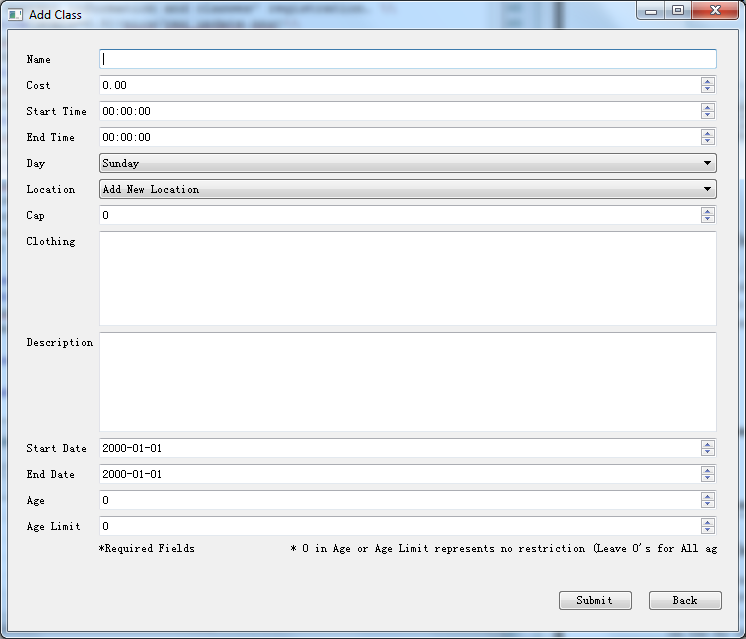 Add Class
Name
Cost 0.00
Start Time 00:00:00
End Time 00:00:00
Day Sunday
Location Add New Location
Cap 0
Clothing
Description
Start Date 2000-01-01
End Date 2000-01-01
Age 0
Age Limit 0
*Required Fields * 0 in Age or Age Limit represents no restriction (Leave 0's for All ag
Submit Back